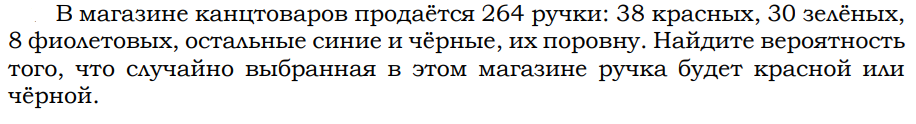 В магазине канцтоваров продаётся 264 ручки: 38 красных, 30 зелёных,
8 фиолетовых, остальные синие и чёрные, их поровну. Найдите вероятность
того, что случайно выбранная в этом магазине ручка будет красной или
чёрной.